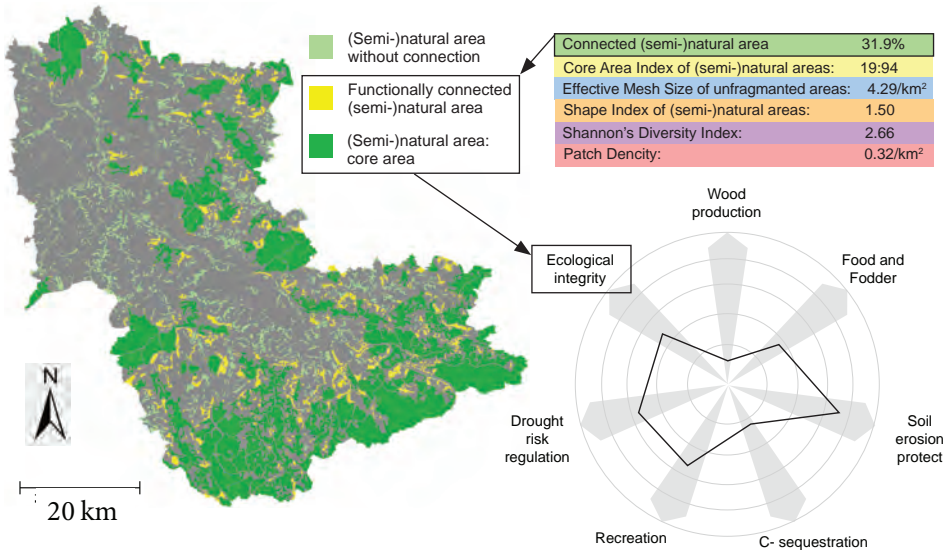 (Semi-)natural area
without connection
Functionally connected
(semi-)natural area
(Semi-)natural area:
core area
Connected (semi-)natural area 31.9%
Core Area Index of (semi-)natural areas: 19:94
Effective Mesh Size of unfragmanted areas: 4.29/km²
Shape Index of (semi-)natural areas: 1.50
Shannon's Diversity Index: 2.66
Patch Dencity: 0.32/km²
Wood
production
Ecological
integrity
Food and
Fodder
N
Drought
risk
regulation
Soil
erosion
protect
20 km
Recreation
C- sequestration